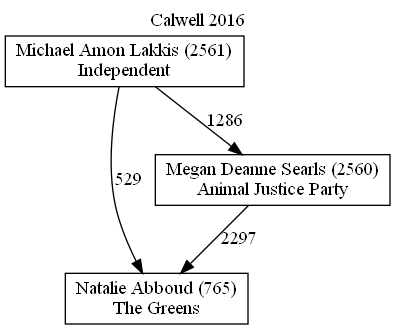 Calwell 2016
Michael Amon Lakkis (2561)
Independent
1286
529
Megan Deanne Searls (2560)
Animal Justice Party
2297
Natalie Abboud (765)
The Greens